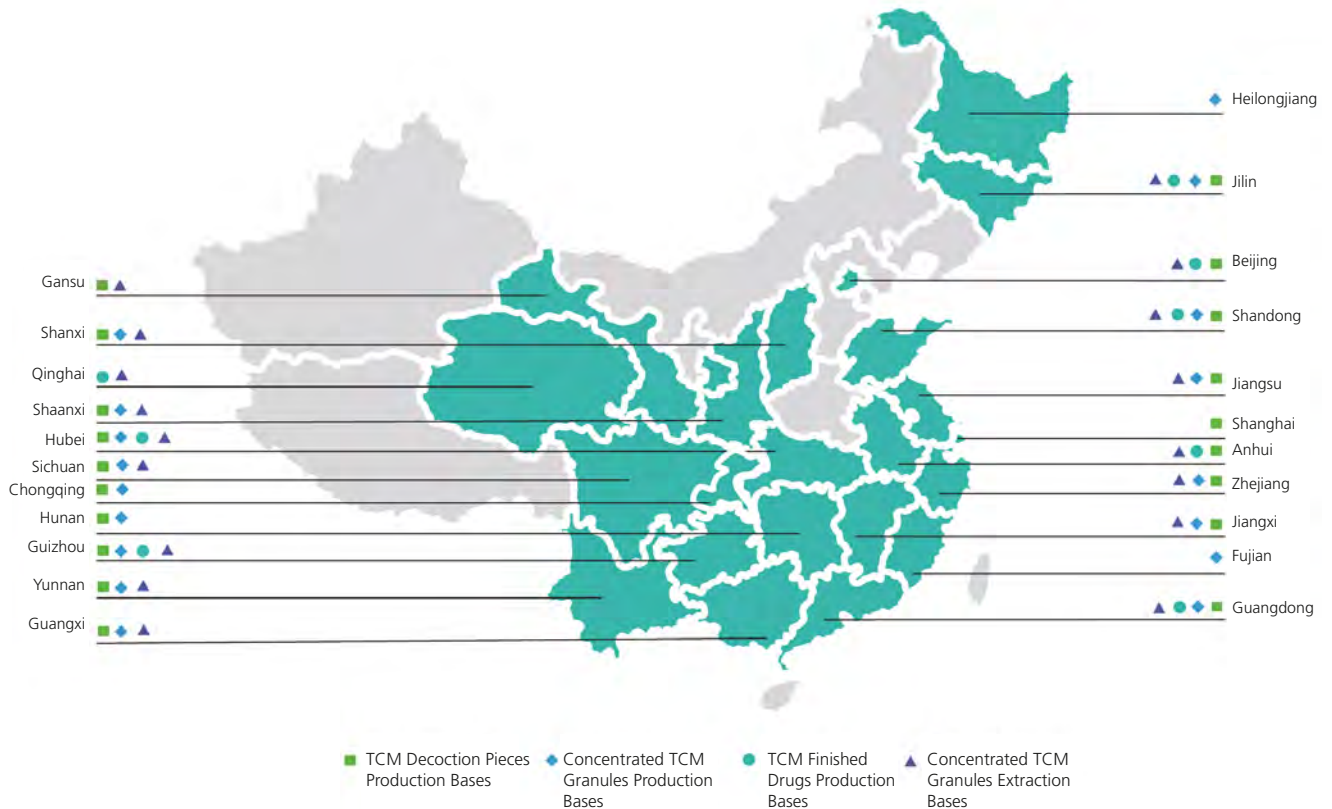 Heilongjiang
Jilin
Beijing
Shandong
Jiangsu
Shanghai
Anhui
Zhejiang
Jiangxi
Fujian
Guangdong
Gansu
Shanxi
Qinghai
Shaanxi
Hubei
Sichuan
Chongqing
Hunan
Guizhou
Yunnan
Guangxi
TCM Decoction Pieces
Production Bases
Concentrated TCM
Granules Production
Bases
TCM Finished
Drugs Production
Bases
Concentrated TCM
Granules Extraction
Bases